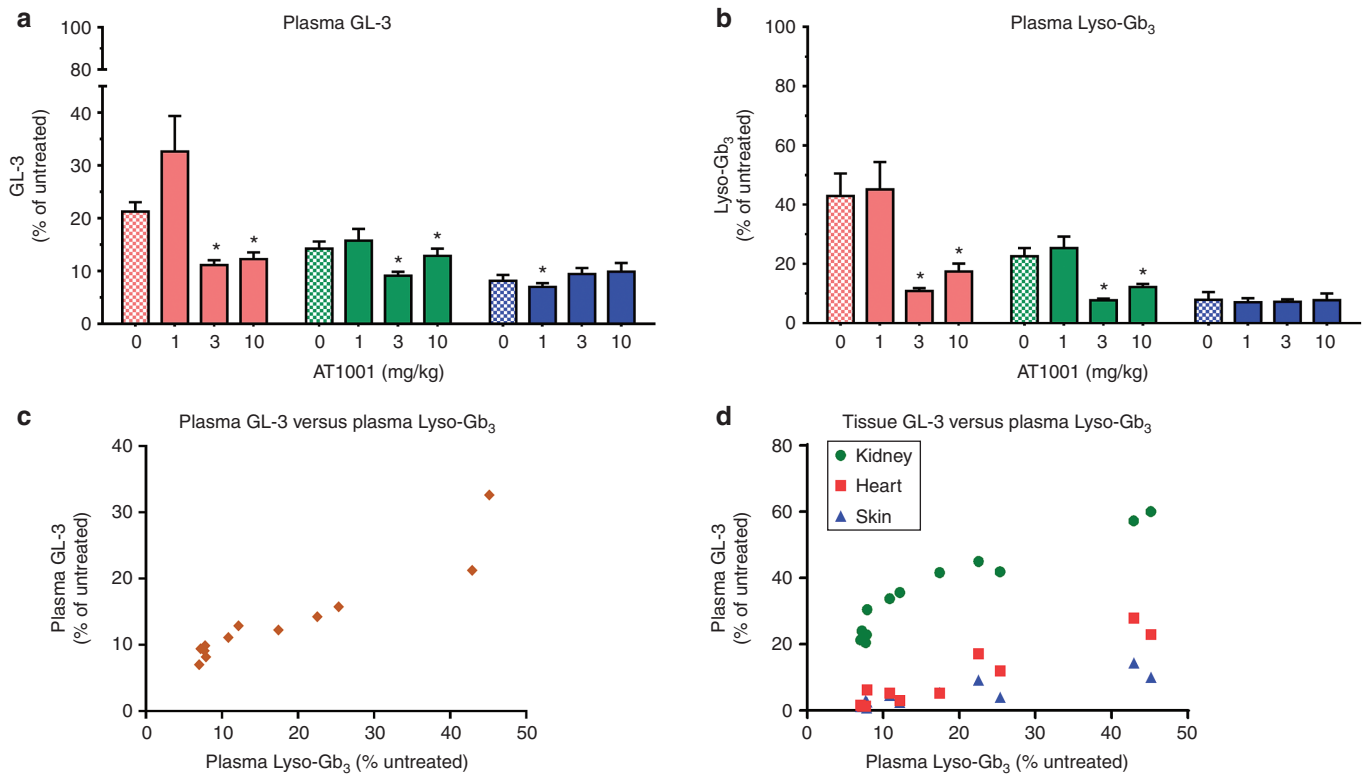 a
Plasma GL-3
100
80
40
30
20
10
0
GL-3
(% of untreated)
* * * * *
0 1 3 10 0 1 3 10 0 1 3 10
AT1001 (mg/kg)
b
Plasma Lyso-Gb₃
100
80
60
40
20
0
Lyso-Gb₃
(% of untreated)
* * * *
0 1 3 10 0 1 3 10 0 1 3 10
AT1001 (mg/kg)
c
Plasma GL-3 versus plasma Lyso-Gb₃
40
30
20
10
0
Plasma GL-3
(% of untreated)
0 10 20 30 40 50
Plasma Lyso-Gb₃ (% untreated)
d
Tissue GL-3 versus plasma Lyso-Gb₃
80
60
40
20
0
Plasma GL-3
(% of untreated)
Kidney
Heart
Skin
0 10 20 30 40 50
Plasma Lyso-Gb₃ (% untreated)